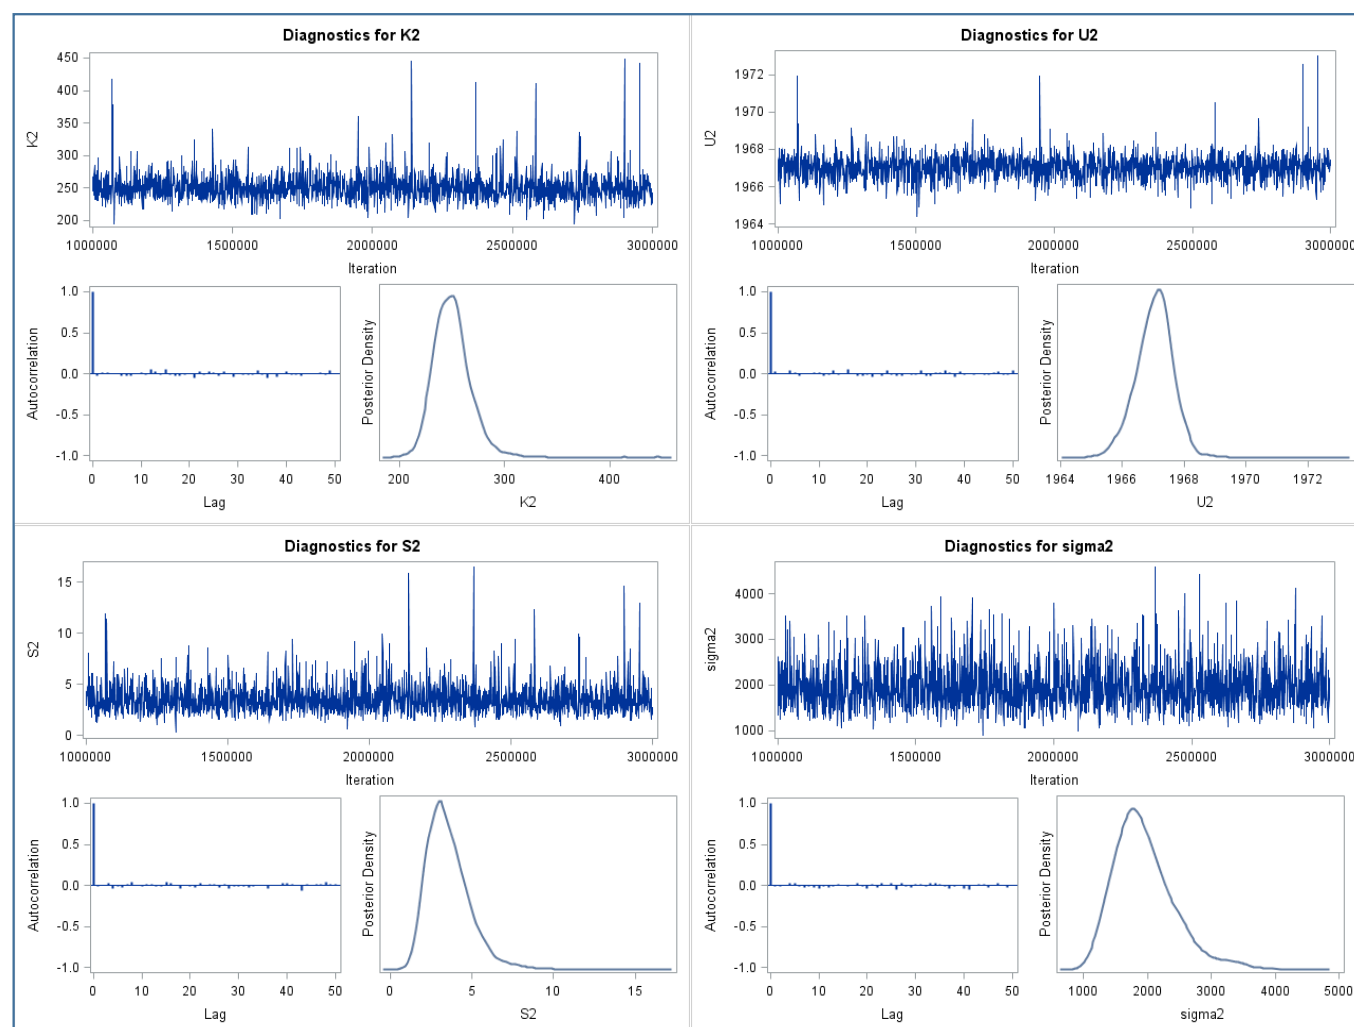 Diagnostics for K2
450
400
350
300
250
200
K2
1000000 1500000 2000000 2500000 3000000
Iteration
1.0
0.5
0.0
-0.5
-1.0
Autocorrelation
0 10 20 30 40 50
Lag
Posterior Density
200 300 400
K2
Diagnostics for U2
1972
1970
1968
1966
1964
U2
1000000 1500000 2000000 2500000 3000000
Iteration
1.0
0.5
0.0
-0.5
-1.0
Autocorrelation
0 10 20 30 40 50
Lag
Posterior Density
1964 1966 1968 1970 1972
U2
Diagnostics for S2
15
10
5
0
S2
1000000 1500000 2000000 2500000 3000000
Iteration
1.0
0.5
0.0
-0.5
-1.0
Autocorrelation
0 10 20 30 40 50
Lag
Posterior Density
0 5 10 15
S2
Diagnostics for sigma2
4000
3000
2000
1000
sigma2
1000000 1500000 2000000 2500000 3000000
Iteration
1.0
0.5
0.0
-0.5
-1.0
Autocorrelation
0 10 20 30 40 50
Lag
Posterior Density
1000 2000 3000 4000 5000
sigma2